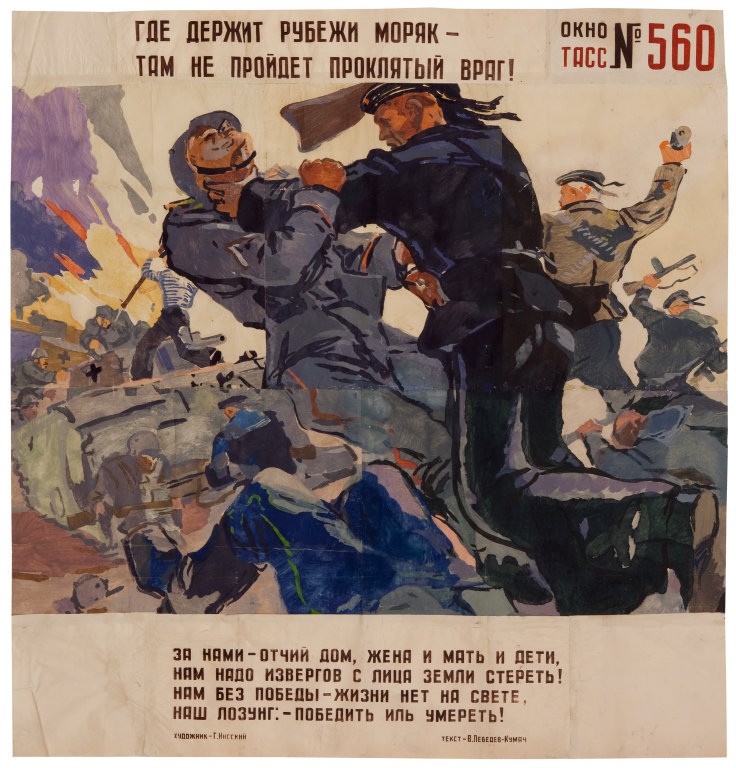 ГДЕ ДЕРЖИТ РУБЕЖИ МОРЯК –
ТАМ НЕ ПРОЙДЕТ ПРОКЛЯТЫЙ ВРАГ!
ОКНО
ТАСС № 560
ЗА НАМИ – ОТЧИЙ ДОМ, ЖЕНА И МАТЬ И ДЕТИ,
НАМ НАДО ИЗВЕРГОВ С ЛИЦА ЗЕМЛИ СТЕРЕТЬ!
НАМ БЕЗ ПОБЕДЫ – ЖИЗНИ НЕТ НА СВЕТЕ,
НАШ ЛОЗУНГ: – ПОБЕДИТЬ ИЛЬ УМЕРЕТЬ!
ХУДОЖНИК – Г. НИССКИЙ
ТЕКСТ – В. ЛЕБЕДЕВ-КУМАЧ